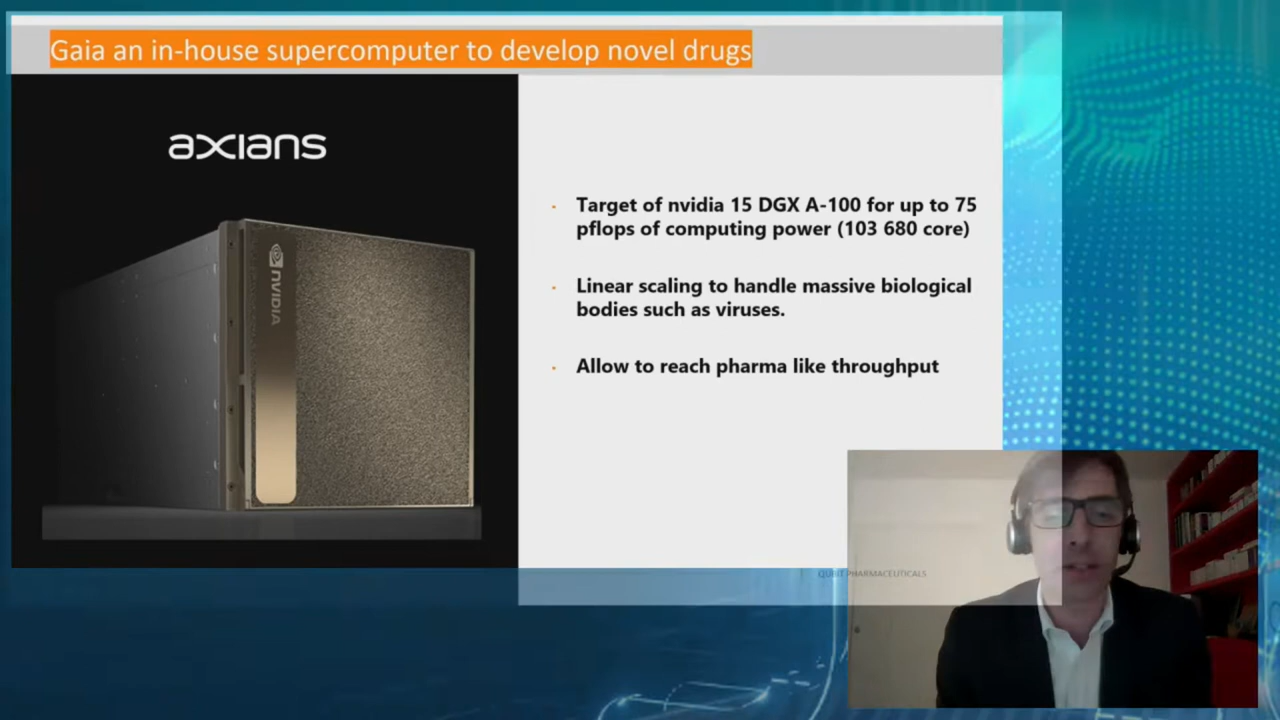 Gaia an in-house supercomputer to develop novel drugs
axians
nVIDIA
Target of nvidia 15 DGX A-100 for up to 75
pflops of computing power (103 680 core)
Linear scaling to handle massive biological
bodies such as viruses.
Allow to reach pharma like throughput
QUBIT PHARMACEUTICALS